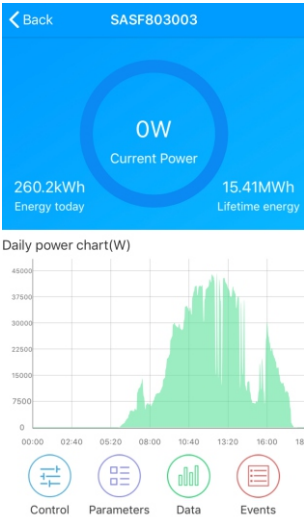 Back SASF803003
0W
Current Power
260.2kWh 15.41MWh
Energy today Lifetime energy
Daily power chart(W)
45000
37500
30000
22500
15000
7500
0
00:00 02:40 05:20 08:00 10:40 13:20 16:00 18
Control Parameters Data Events